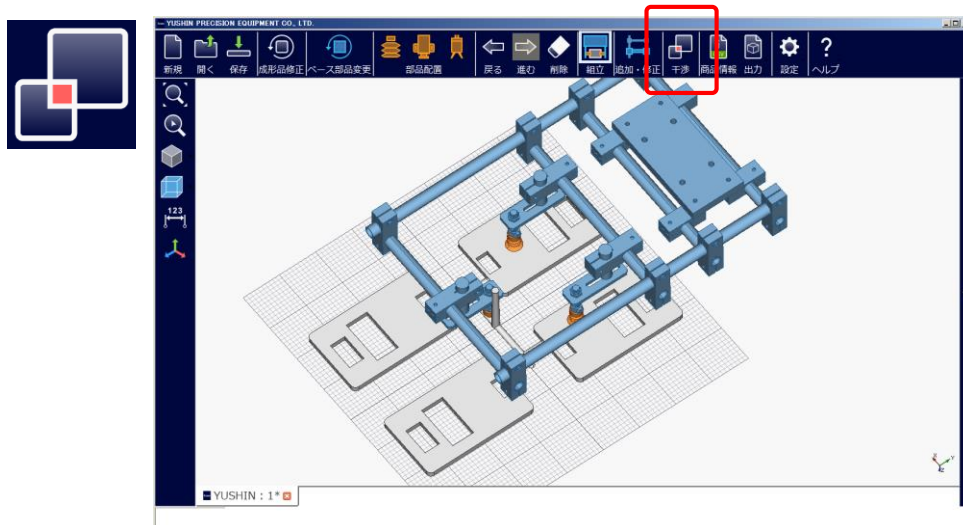 YUSHIN PRECISION EQUIPMENT CO., LTD.
新規 開く 保存 成形品修正 ベース部品変更 部品配置 戻る 進む 削除 組立 追加・修正 干渉 商品情報 出力 設定 ヘルプ
123
YUSHIN : 1*